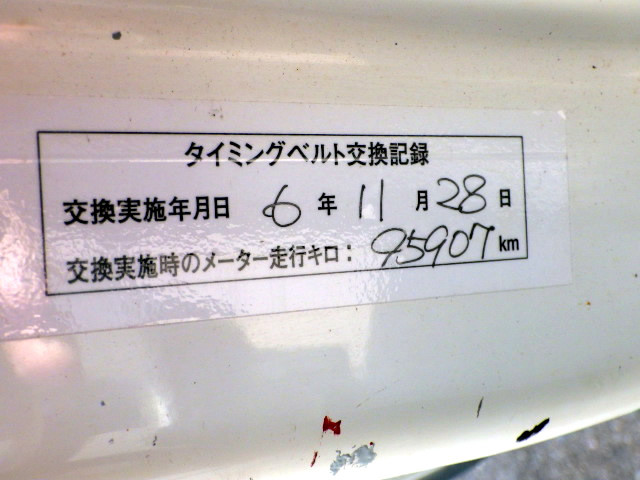 タイミングベルト交換記録
交換実施年月日 6 年 11 月 28 日
交換実施時のメーター走行キロ： 95907 km